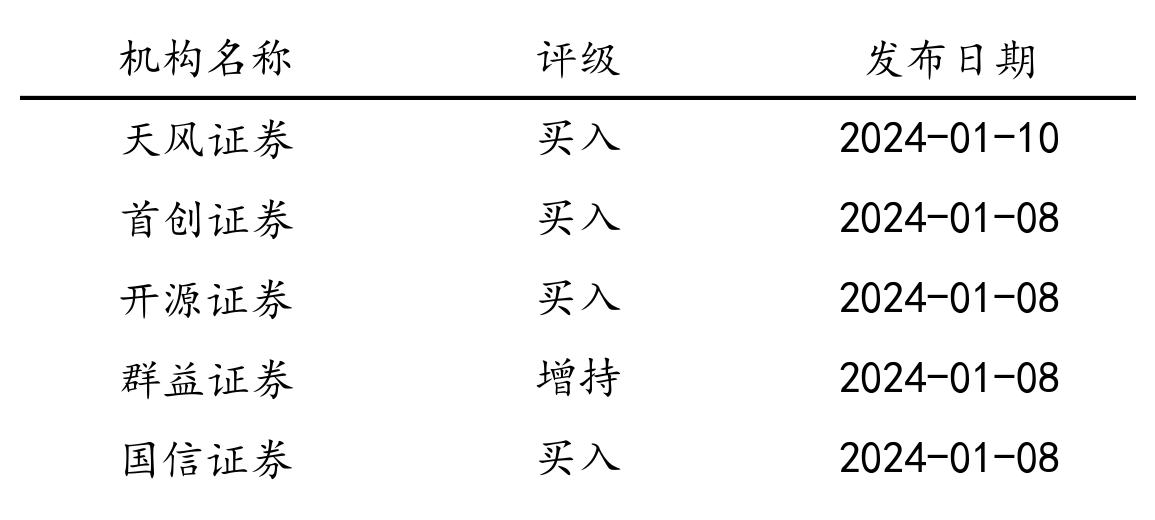 机构名称 评级 发布日期
天风证券 买入 2024-01-10
首创证券 买入 2024-01-08
开源证券 买入 2024-01-08
群益证券 增持 2024-01-08
国信证券 买入 2024-01-08